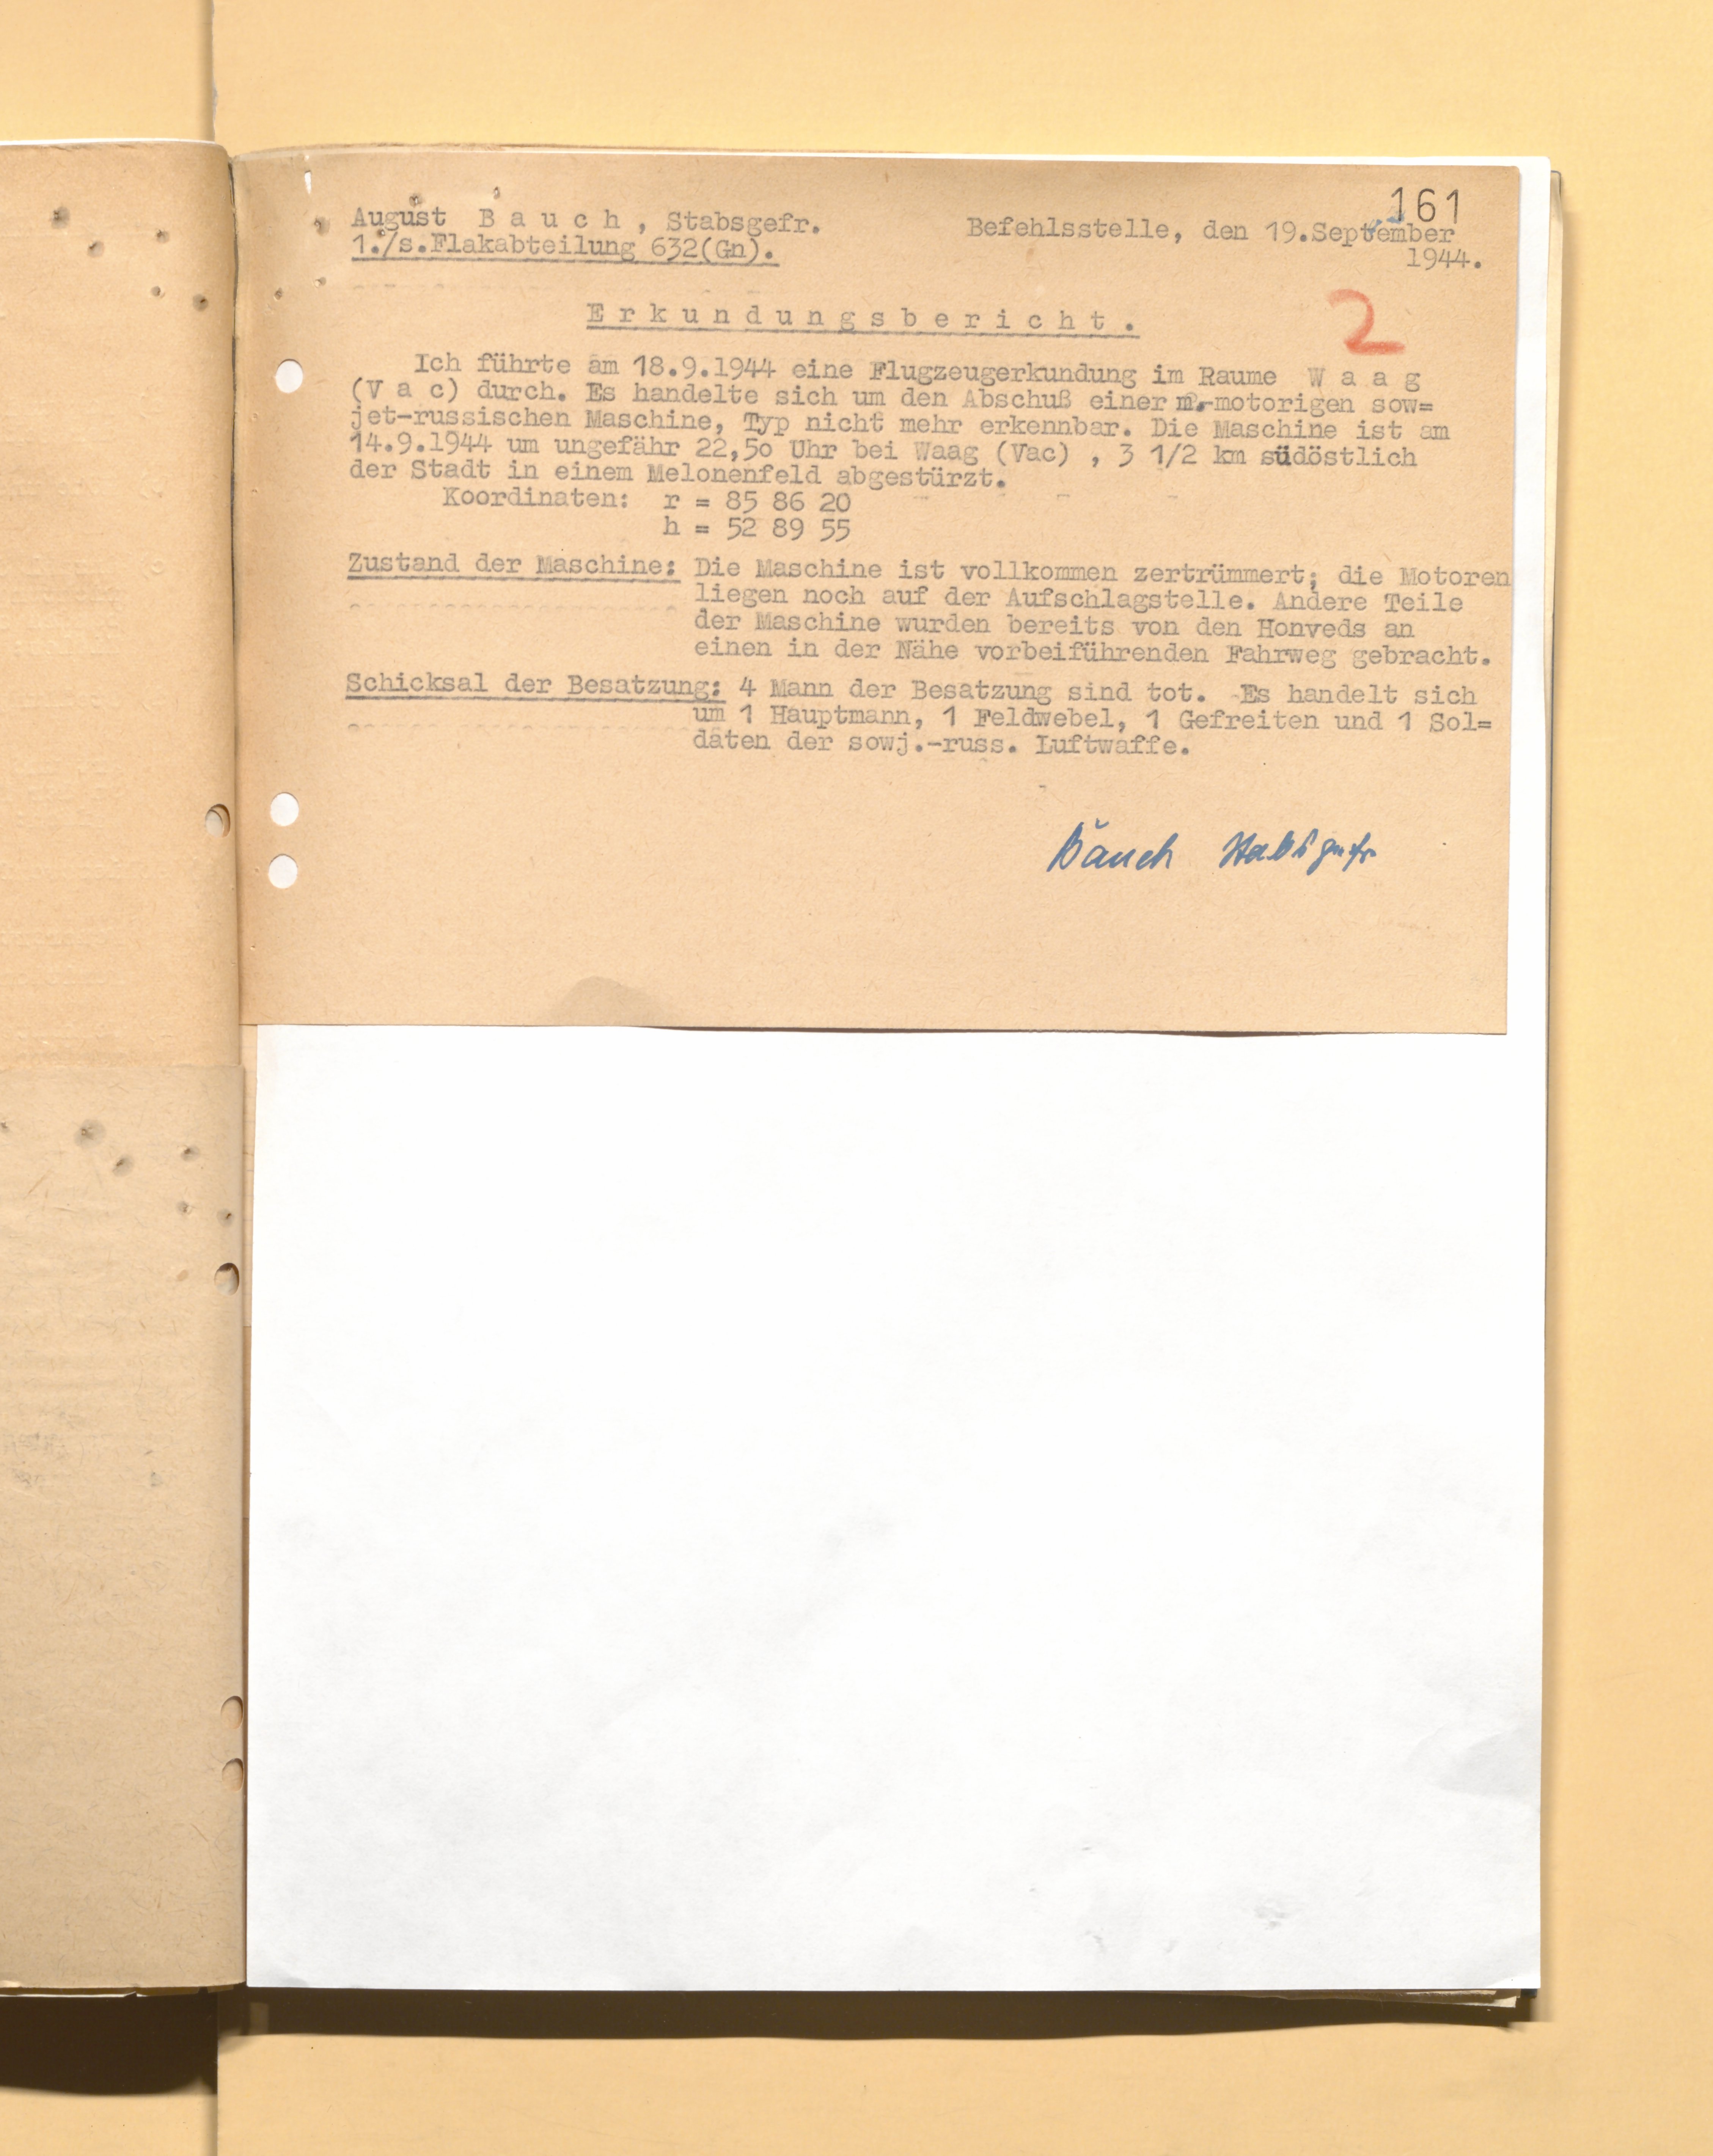 161
August B a u c h , Stabsgefr.
1./s.Flakabteilung 632(Gn).
Befehlsstelle, den 19.September
1944.
2
E r k u n d u n g s b e r i c h t .
Ich führte am 18.9.1944 eine Flugzeugerkundung im Raume W a a g
(V a c) durch. Es handelte sich um den Abschuß einer -motorigen sow=
jet-russischen Maschine, Typ nicht mehr erkennbar. Die Maschine ist am
14.9.1944 um ungefähr 22,5o Uhr bei Waag (Vac) , 3 1/2 km südöstlich
der Stadt in einem Melonenfeld abgestürzt.
Koordinaten: r = 85 86 20
h = 52 89 55
Zustand der Maschine: Die Maschine ist vollkommen zertrümmert; die Motoren
liegen noch auf der Aufschlagstelle. Andere Teile
der Maschine wurden bereits von den Honveds an
einen in der Nähe vorbeiführenden Fahrweg gebracht.
Schicksal der Besatzung: 4 Mann der Besatzung sind tot. Es handelt sich
um 1 Hauptmann, 1 Feldwebel, 1 Gefreiten und 1 Sol=
daten der sowj.-russ. Luftwaffe.
Bauch Stabsgefr